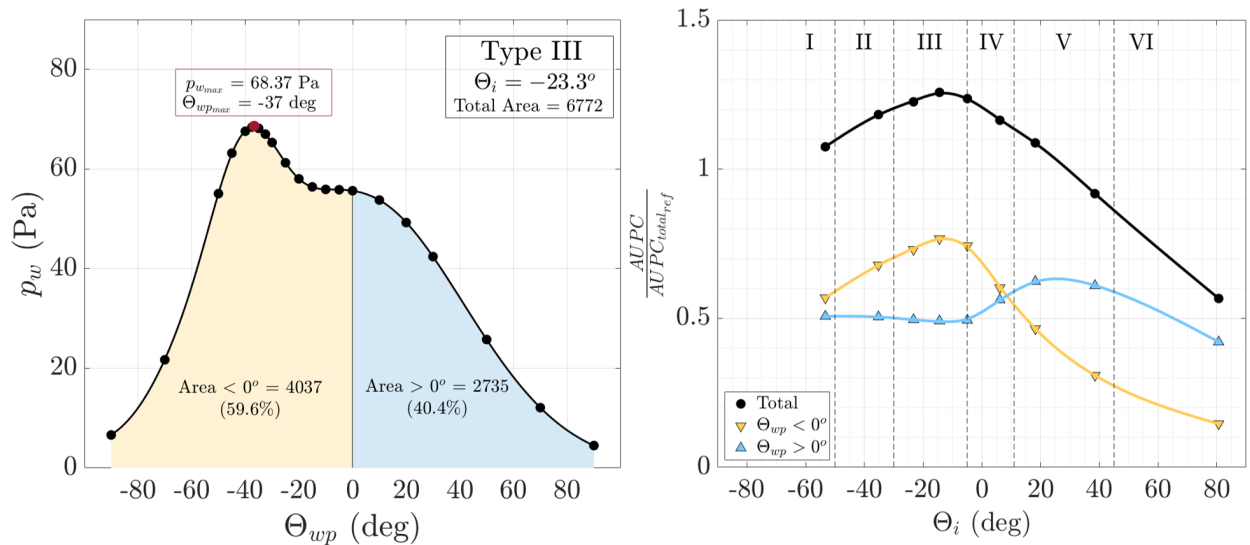 80
60
40
20
0
-80 -60 -40 -20 0 20 40 60 80
p_w (Pa)
Θ_wp (deg)
p_w_max = 68.37 Pa
Θ_wp_max = -37 deg
Type III
Θ_i = −23.3°
Total Area = 6772
Area < 0° = 4037
(59.6%)
Area > 0° = 2735
(40.4%)
1.5
1
0.5
0
-80 -60 -40 -20 0 20 40 60 80
AUPC
AUPC_total_ref
Θ_i (deg)
I II III IV V VI
Total
Θ_wp < 0°
Θ_wp > 0°